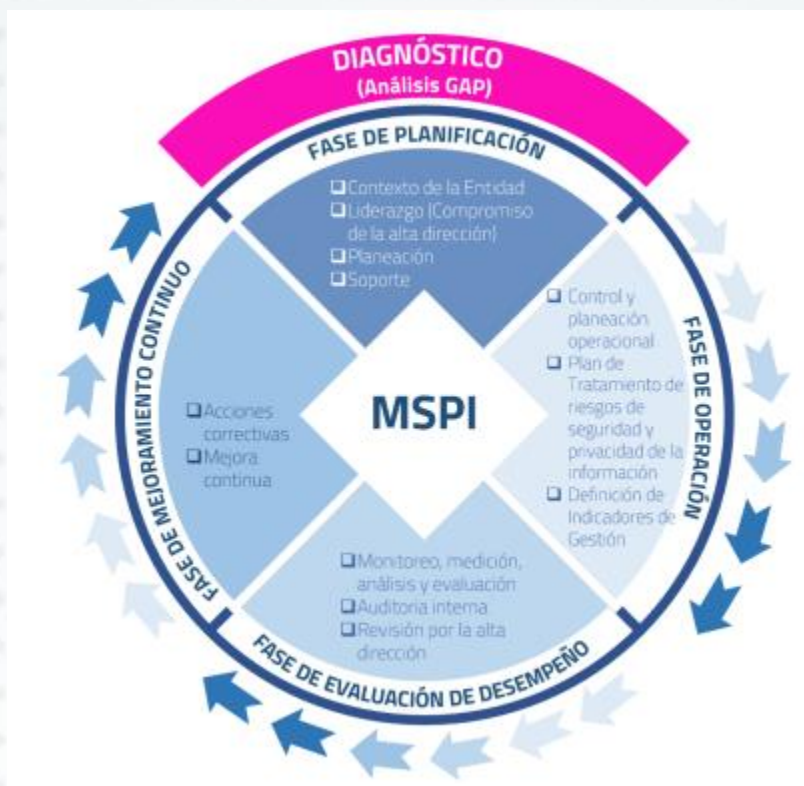 DIAGNÓSTICO
(Análisis GAP)
FASE DE PLANIFICACIÓN
❑Contexto de la Entidad
❑Liderazgo (Compromiso
de la alta dirección)
❑Planeación
❑Soporte
FASE DE OPERACIÓN
❑ Control y
planeación
operacional
❑ Plan de
Tratamiento de
riesgos de
seguridad y
privacidad de la
información
❑ Definición de
Indicadores de
Gestión
MSPI
FASE DE EVALUACIÓN DE DESEMPEÑO
❑Monitoreo, medición,
análisis y evaluación
❑Auditoria interna
❑Revisión por la alta
dirección
FASE DE MEJORAMIENTO CONTINUO
❑Acciones
correctivas
❑Mejora
continua